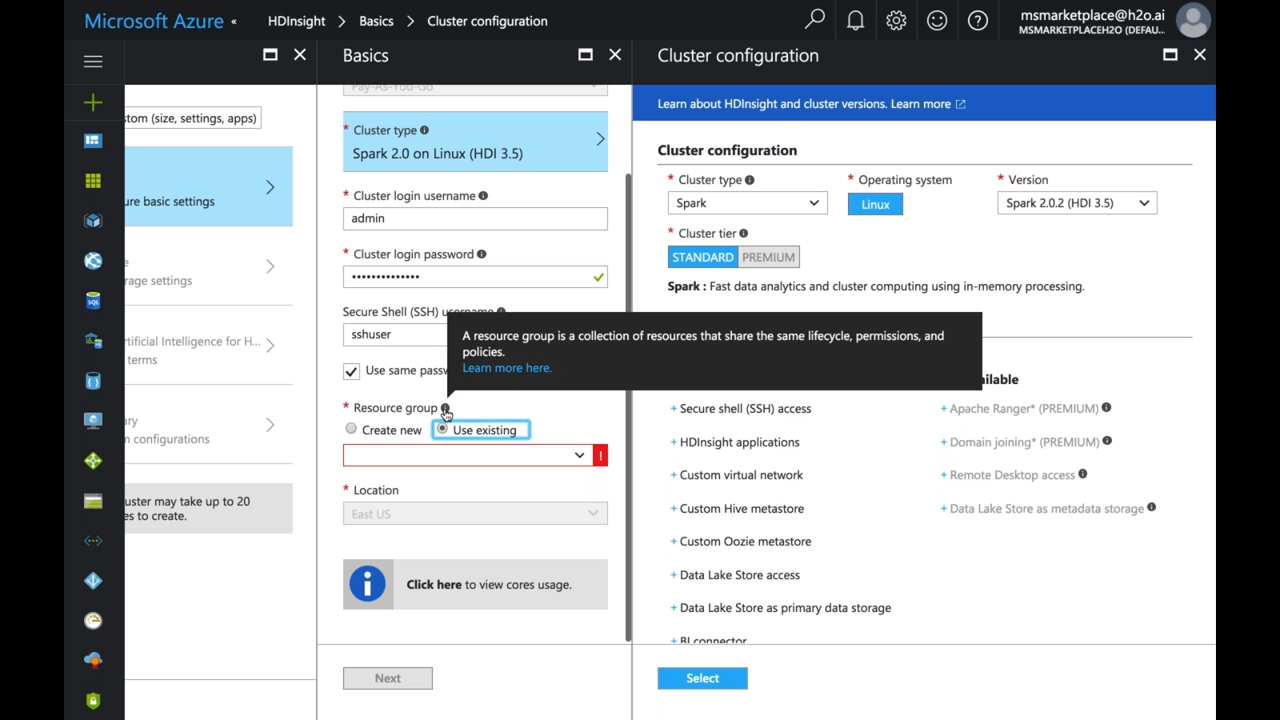 Microsoft Azure «
HDInsight > Basics > Cluster configuration
msmarketplace@h2o.ai
MSMARKETPLACEH2O (DEFAU...
tom (size, settings, apps)
ure basic settings
e
rage settings
rtificial Intelligence for H...
terms
ry
n configurations
uster may take up to 20
es to create.
Basics
Pay-As-You-Go
* Cluster type
Spark 2.0 on Linux (HDI 3.5)
* Cluster login username
admin
* Cluster login password
••••••••••••••
Secure Shell (SSH) username
sshuser
Use same passw
* Resource group
Create new
Use existing
!
* Location
East US
Click here to view cores usage.
Next
A resource group is a collection of resources that share the same lifecycle, permissions, and
policies.
Learn more here.
Cluster configuration
Learn about HDInsight and cluster versions. Learn more
Cluster configuration
* Cluster type
Spark
* Operating system
Linux
* Version
Spark 2.0.2 (HDI 3.5)
* Cluster tier
STANDARD PREMIUM
Spark : Fast data analytics and cluster computing using in-memory processing.
ilable
+ Secure shell (SSH) access
+ HDInsight applications
+ Custom virtual network
+ Custom Hive metastore
+ Custom Oozie metastore
+ Data Lake Store access
+ Data Lake Store as primary data storage
+ BI connector
+ Apache Ranger* (PREMIUM)
+ Domain joining* (PREMIUM)
+ Remote Desktop access
+ Data Lake Store as metadata storage
Select